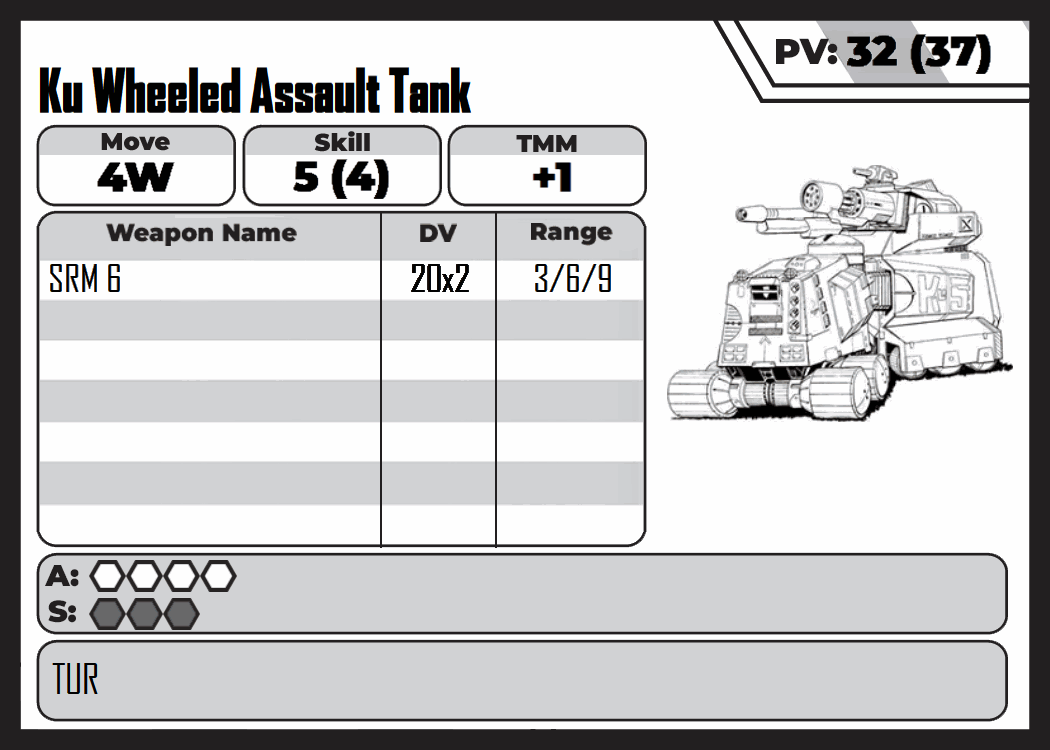 PV: 32 (37)
Ku Wheeled Assault Tank
Move Skill TMM
4W 5 (4) +1
Weapon Name DV Range
SRM 6 20x2 3/6/9
A:
S:
TUR